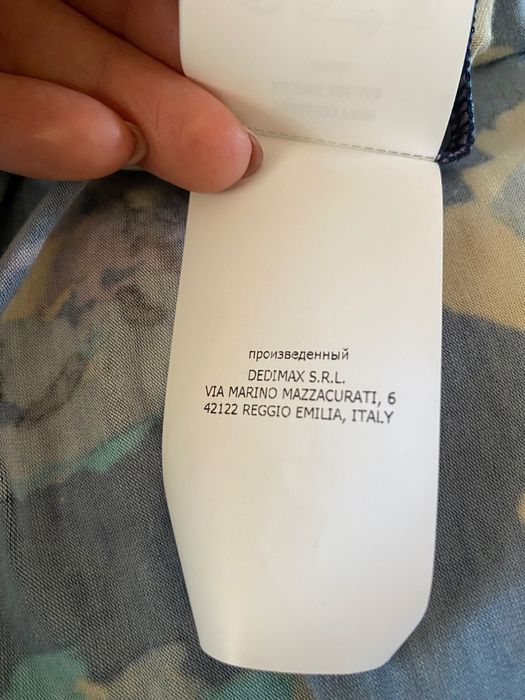 произведенный
DEDIMAX S.R.L.
VIA MARINO MAZZACURATI, 6
42122 REGGIO EMILIA, ITALY